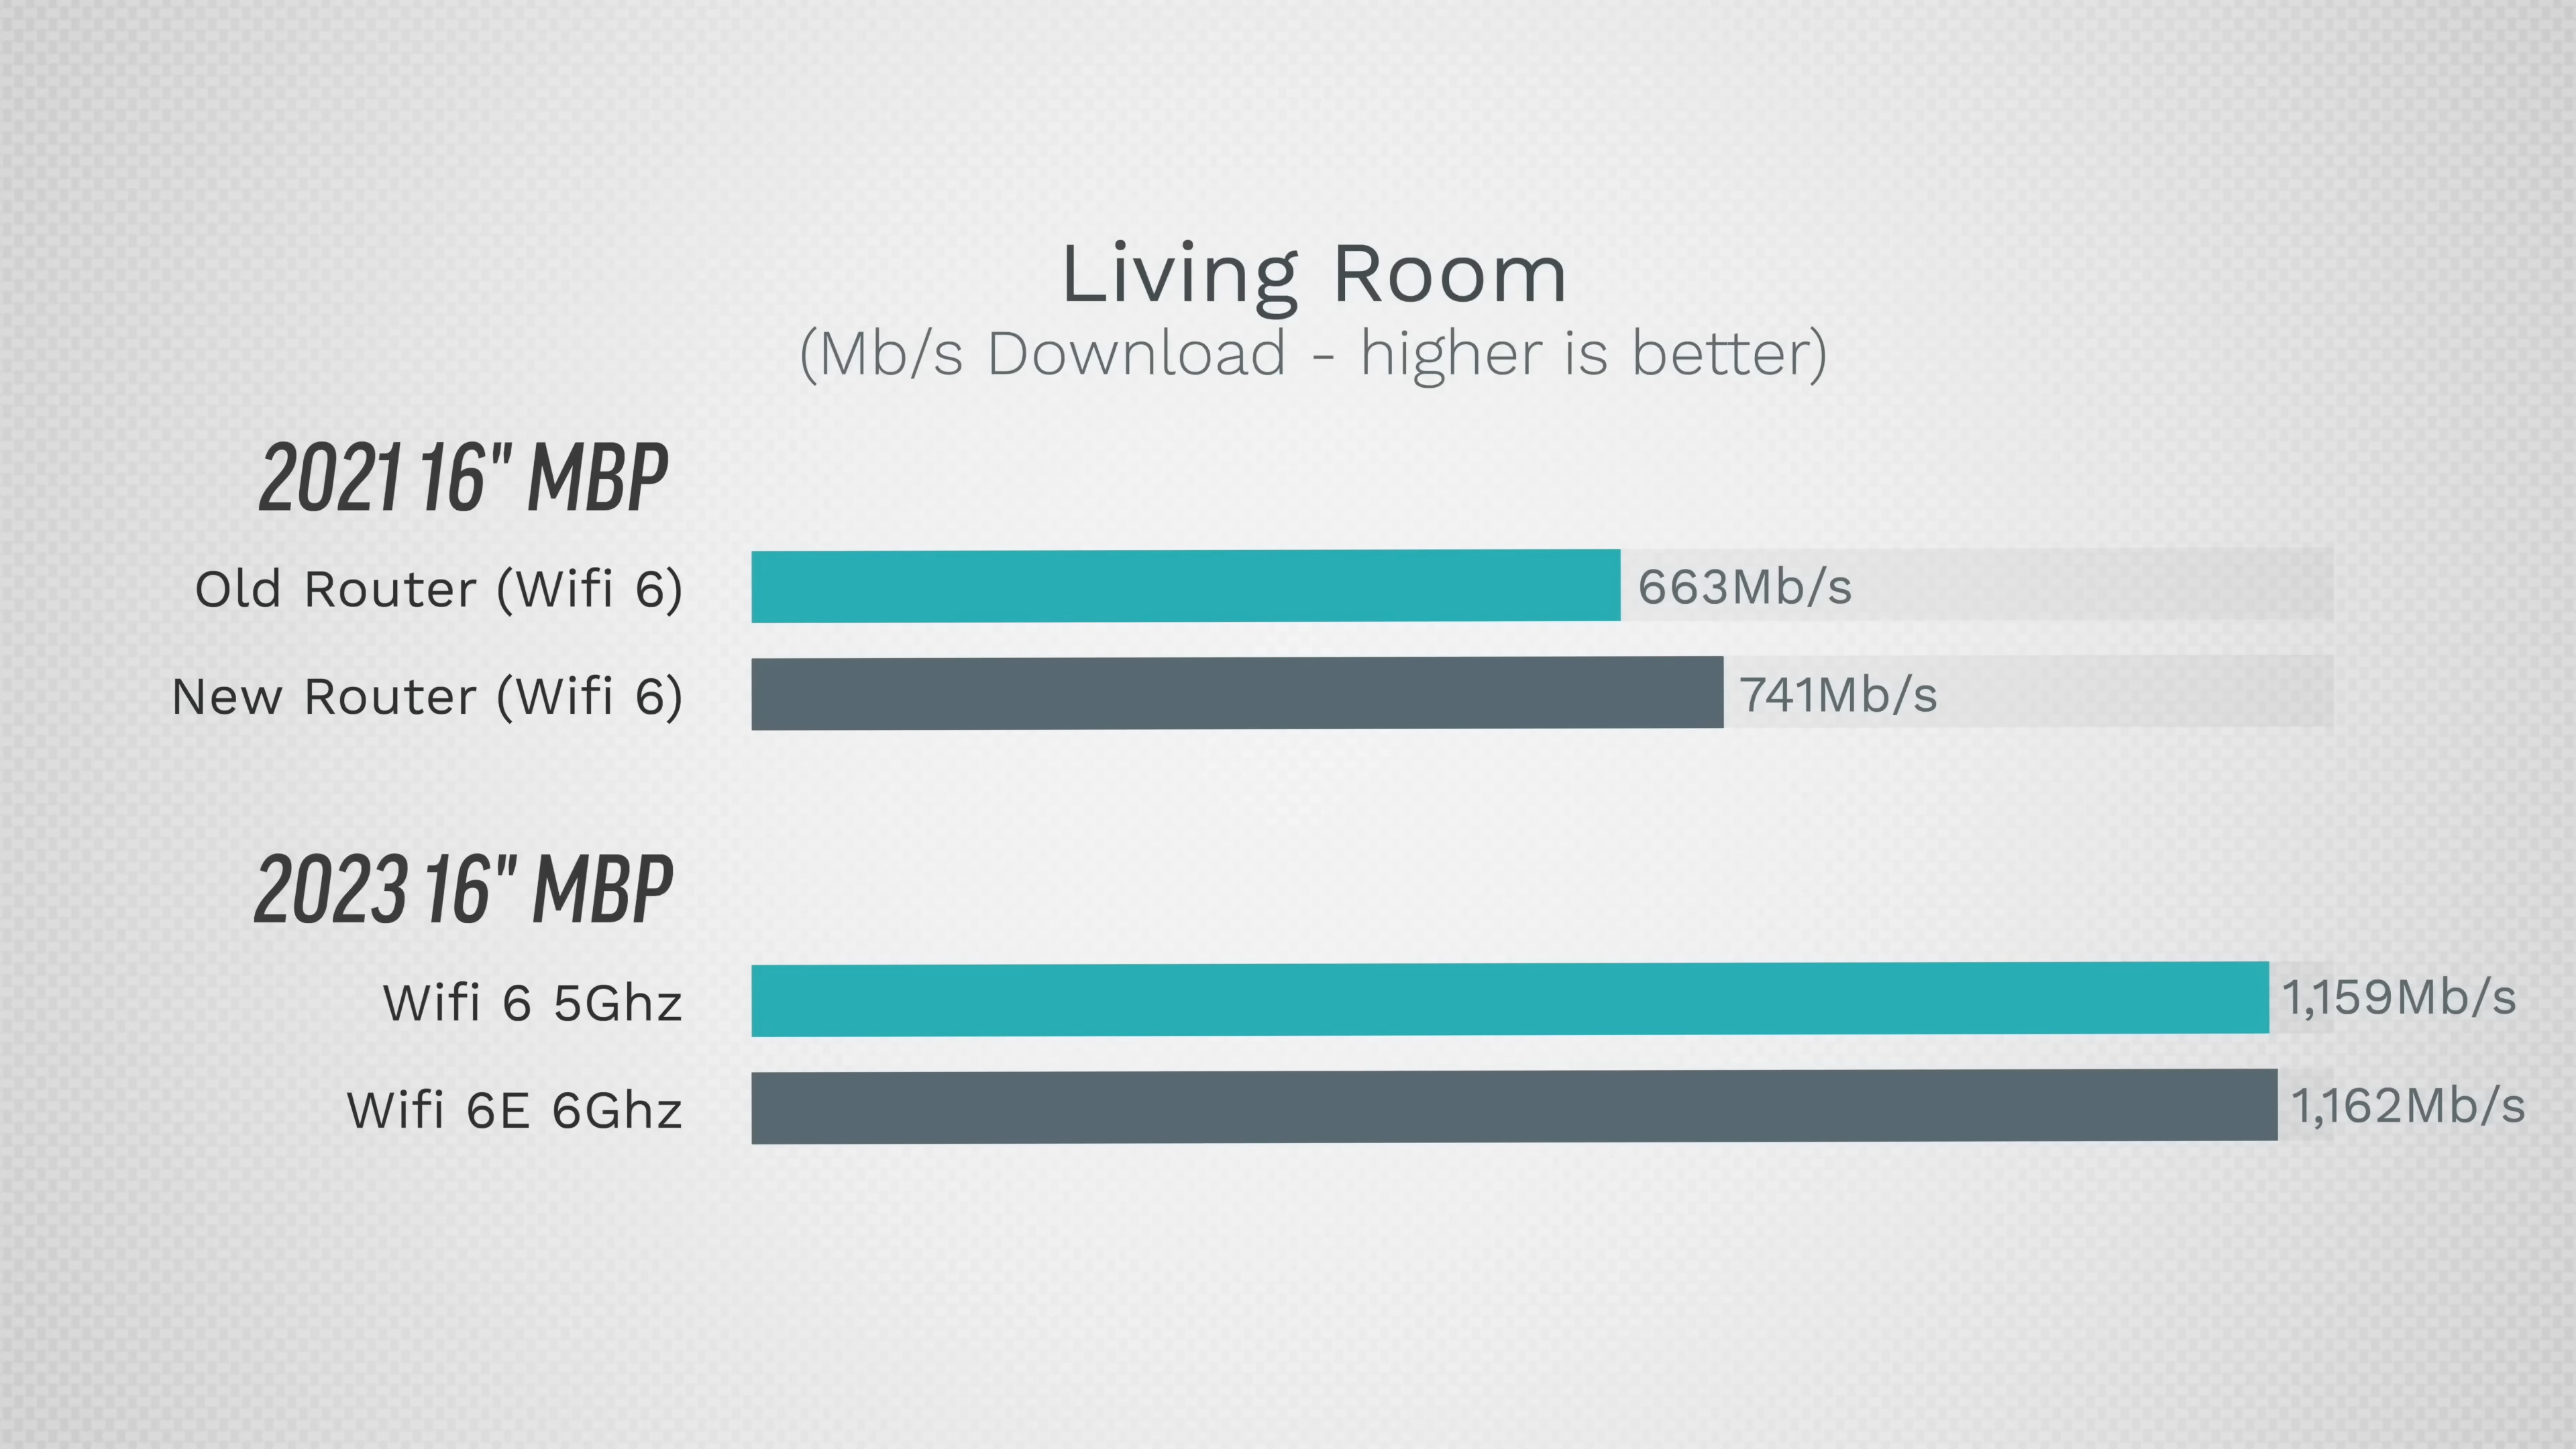 Living Room
(Mb/s Download - higher is better)
2021 16" MBP
Old Router (Wifi 6)
663Mb/s
New Router (Wifi 6)
741Mb/s
2023 16" MBP
Wifi 6 5Ghz
1,159Mb/s
Wifi 6E 6Ghz
1,162Mb/s